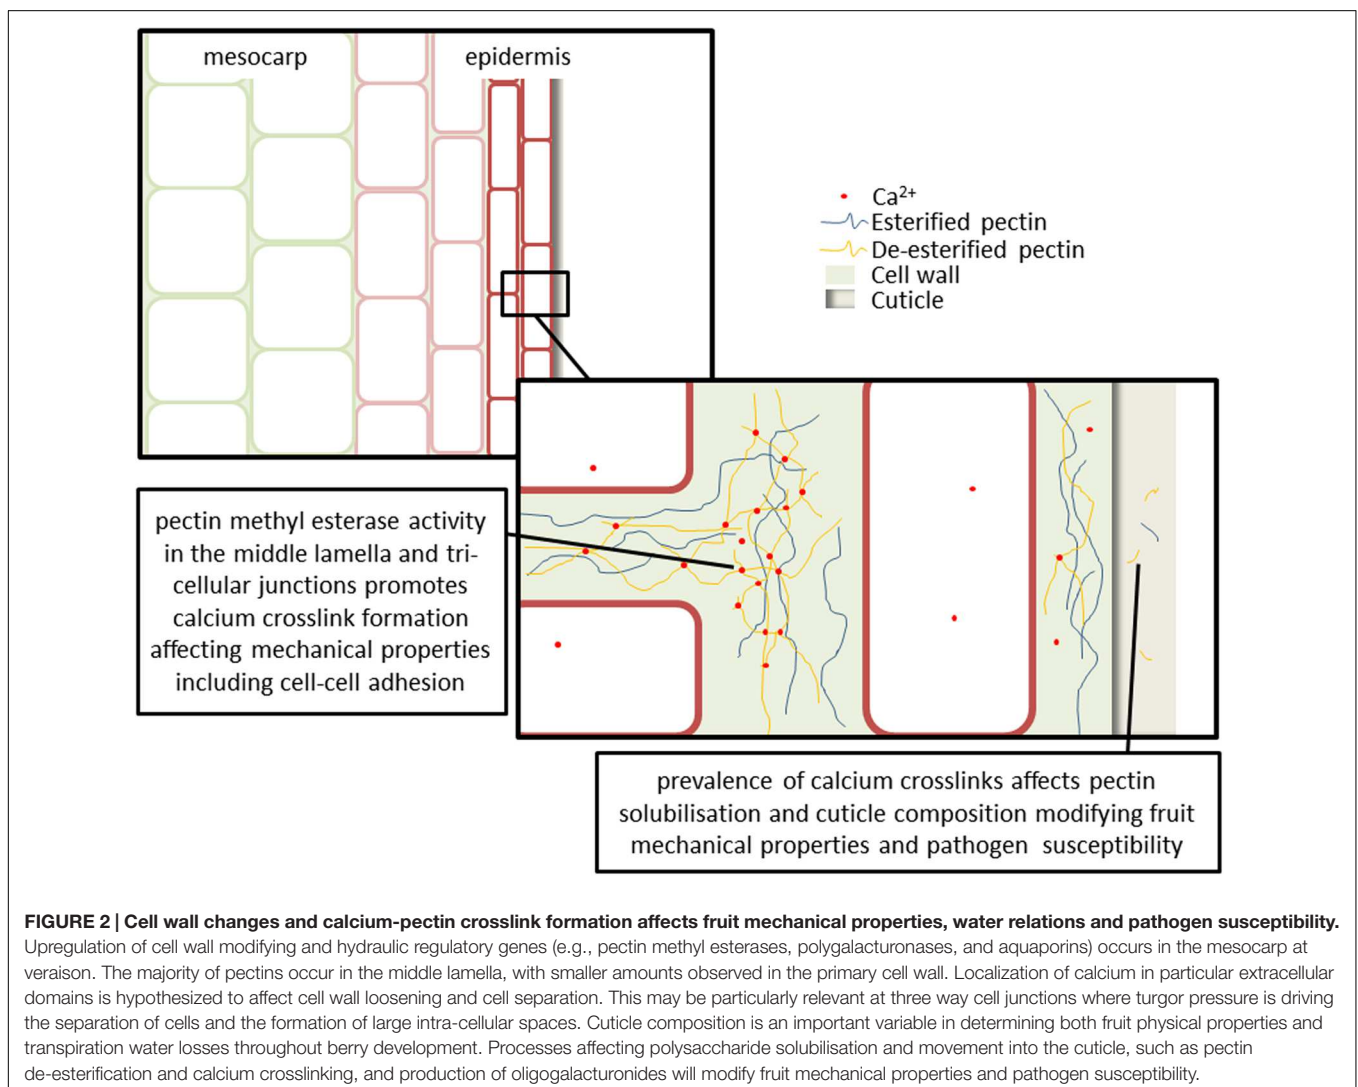 mesocarp
epidermis
Ca²⁺
Esterified pectin
De-esterified pectin
Cell wall
Cuticle
pectin methyl esterase activity
in the middle lamella and tri-
cellular junctions promotes
calcium crosslink formation
affecting mechanical properties
including cell-cell adhesion
prevalence of calcium crosslinks affects pectin
solubilisation and cuticle composition modifying fruit
mechanical properties and pathogen susceptibility
FIGURE 2 | Cell wall changes and calcium-pectin crosslink formation affects fruit mechanical properties, water relations and pathogen susceptibility.
Upregulation of cell wall modifying and hydraulic regulatory genes (e.g., pectin methyl esterases, polygalacturonases, and aquaporins) occurs in the mesocarp at
veraison. The majority of pectins occur in the middle lamella, with smaller amounts observed in the primary cell wall. Localization of calcium in particular extracellular
domains is hypothesized to affect cell wall loosening and cell separation. This may be particularly relevant at three way cell junctions where turgor pressure is driving
the separation of cells and the formation of large intra-cellular spaces. Cuticle composition is an important variable in determining both fruit physical properties and
transpiration water losses throughout berry development. Processes affecting polysaccharide solubilisation and movement into the cuticle, such as pectin
de-esterification and calcium crosslinking, and production of oligogalacturonides will modify fruit mechanical properties and pathogen susceptibility.